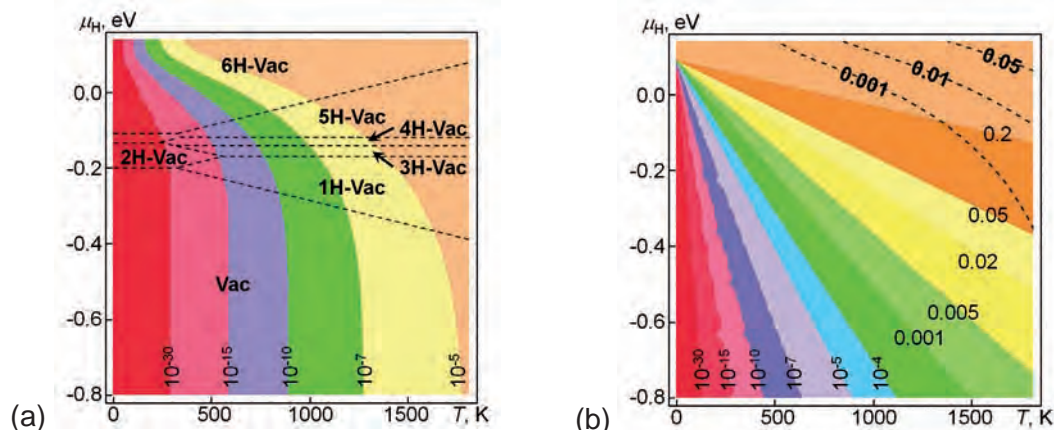 μH, eV
0.0
-0.2
-0.4
-0.6
-0.8
6H-Vac
5H-Vac
4H-Vac
2H-Vac
3H-Vac
1H-Vac
Vac
10-30
10-15
10-10
10-7
10-5
0
500
1000
1500
T, K
(a)
μH, eV
0.0
-0.2
-0.4
-0.6
-0.8
0.05
0.01
0.001
0.2
0.05
0.02
0.005
0.001
10-30
10-15
10-10
10-7
10-5
10-4
0
500
1000
1500
T, K
(b)